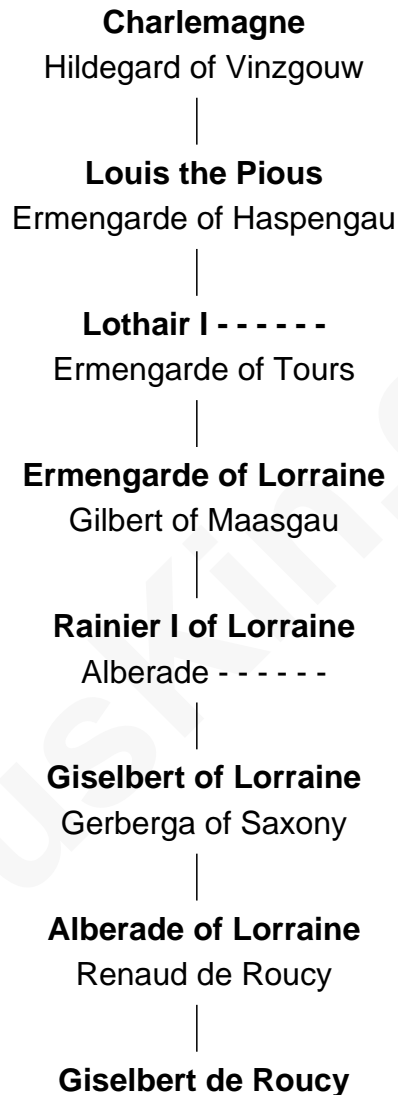 Charlemagne
Hildegard of Vinzgouw
Louis the Pious
Ermengarde of Haspengau
Lothair I - - - - - -
Ermengarde of Tours
Ermengarde of Lorraine
Gilbert of Maasgau
Rainier I of Lorraine
Alberade - - - - - -
Giselbert of Lorraine
Gerberga of Saxony
Alberade of Lorraine
Renaud de Roucy
Giselbert de Roucy